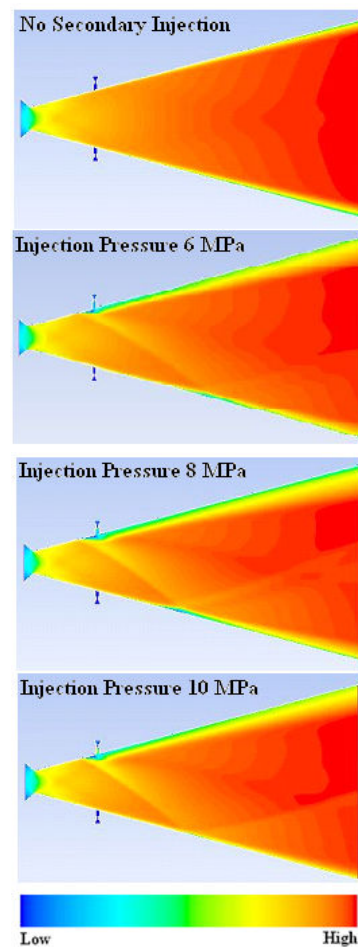 No Secondary Injection
Injection Pressure 6 MPa
Injection Pressure 8 MPa
Injection Pressure 10 MPa
Low High